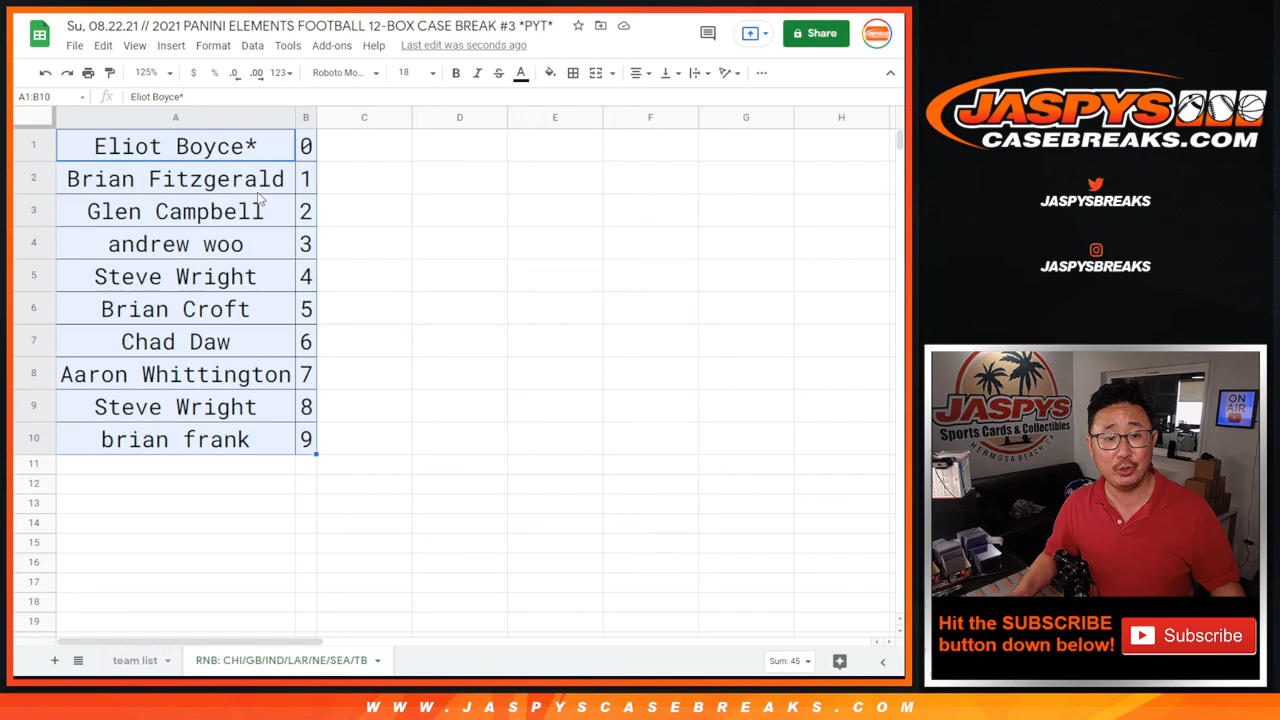 Su, 08.22.21 // 2021 PANINI ELEMENTS FOOTBALL 12-BOX CASE BREAK #3 *PYT*
File Edit View Insert Format Data Tools Add-ons Help Last edit was seconds ago
Share
125% $ % .0 .00 123 Roboto Mo... 18 B I S A
A1:B10 fx Eliot Boyce*
A B C D E F G H
1 Eliot Boyce* 0
2 Brian Fitzgerald 1
3 Glen Campbell 2
4 andrew woo 3
5 Steve Wright 4
6 Brian Croft 5
7 Chad Daw 6
8 Aaron Whittington 7
9 Steve Wright 8
10 brian frank 9
11
12
13
14
15
16
17
18
19
team list RNB: CHI/GB/IND/LAR/NE/SEA/TB Sum: 45
JASPYS
CASEBREAKS.COM
JASPYSBREAKS
JASPYSBREAKS
JASPYS
Sports Cards & Collectibles
HERMOSA BEACH, CA
ON
AIR
Hit the SUBSCRIBE
button down below!
Subscribe
WWW.JASPYSCASEBREAKS.COM